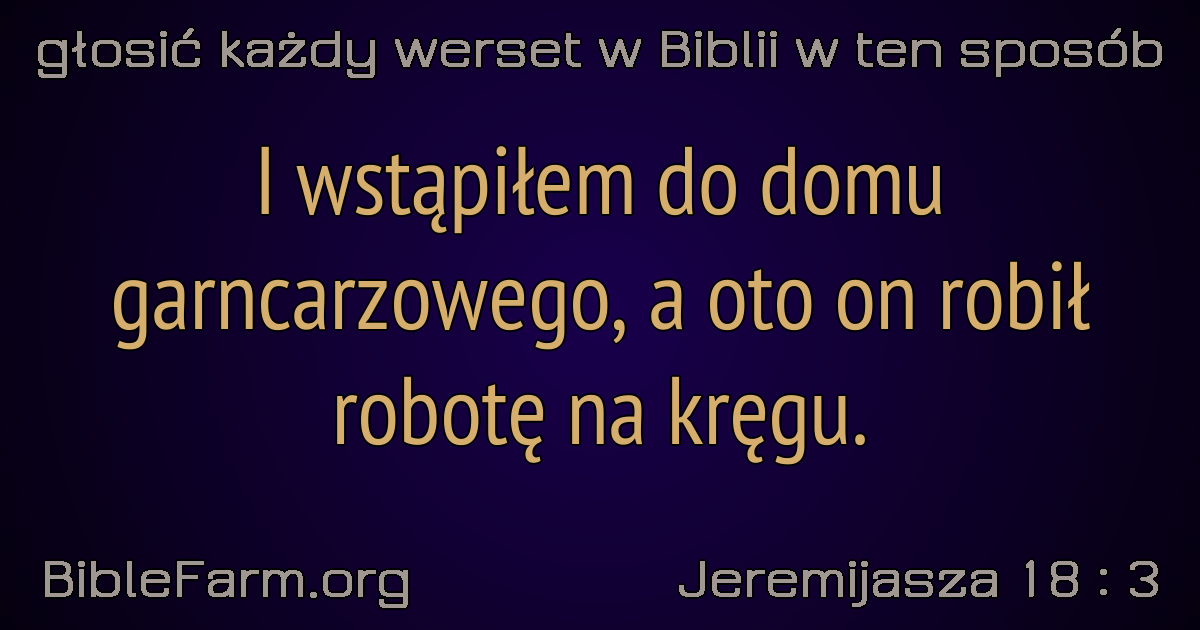 głosić każdy werset w Biblii w ten sposób
I wstąpiłem do domu
garncarzowego, a oto on robił
robotę na kręgu.
BibleFarm.org
Jeremijasza 18 : 3